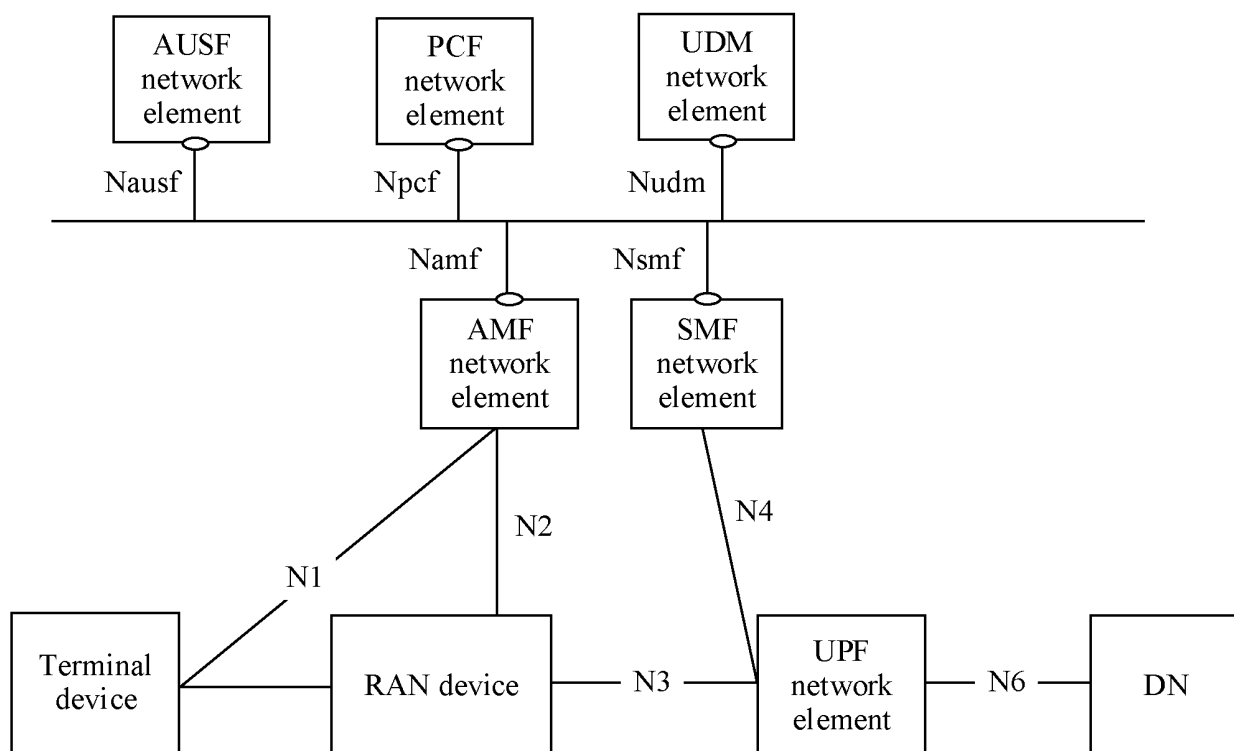 AUSF
network
element
PCF
network
element
UDM
network
element
Nausf
Npcf
Nudm
Namf
Nsmf
AMF
network
element
SMF
network
element
N1
N2
N4
Terminal
device
RAN device
N3
UPF
network
element
N6
DN